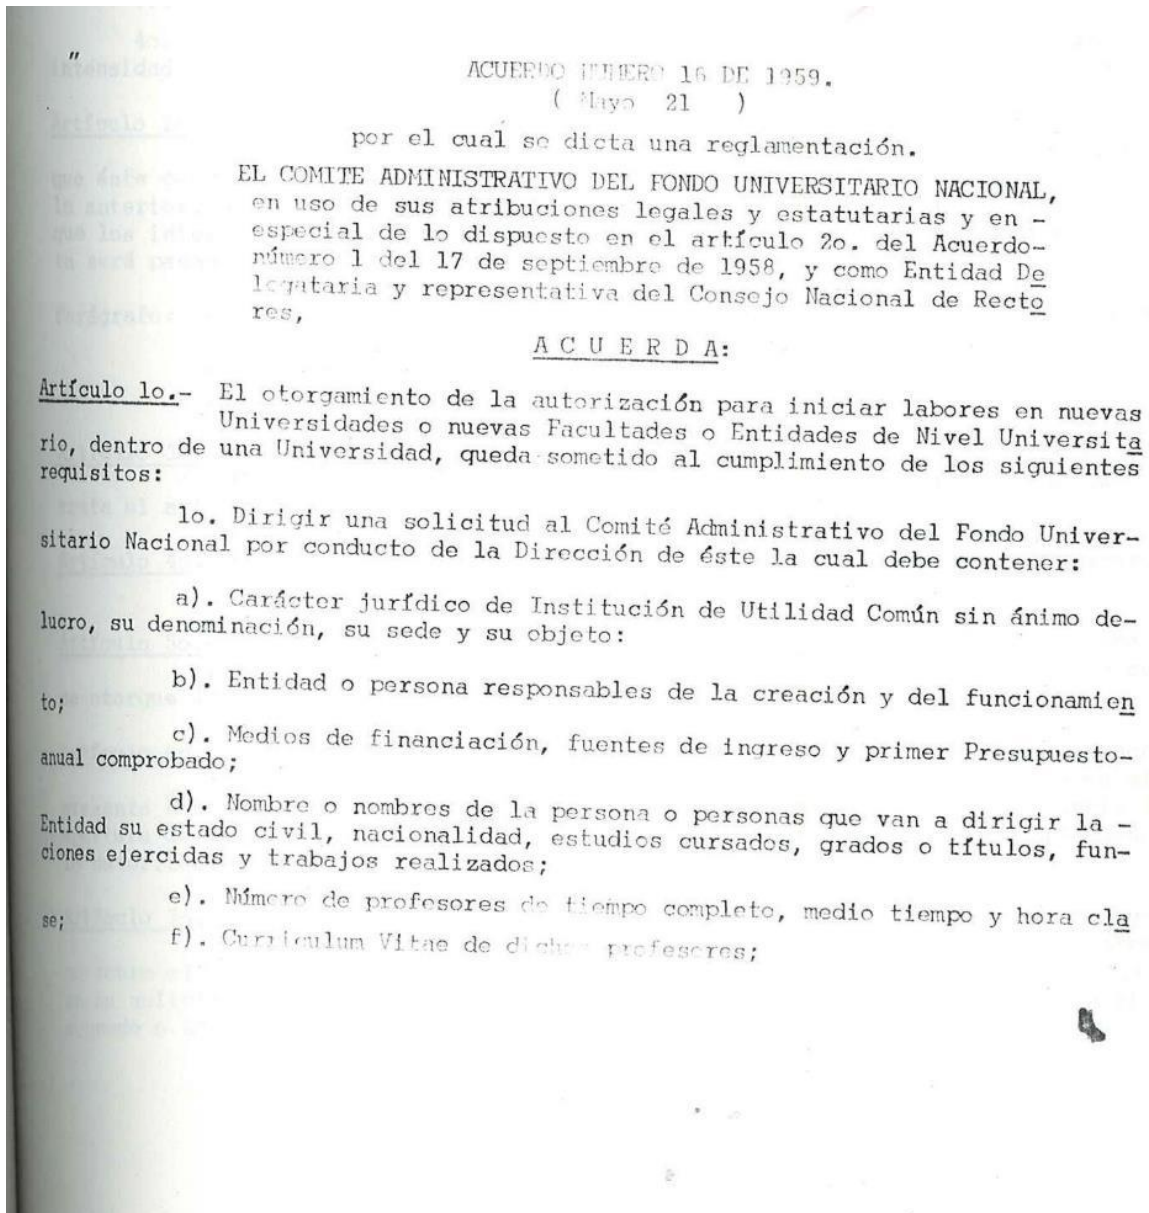 "
ACUERDO NUMERO 16 DE 1959.
( Mayo 21 )
por el cual se dicta una reglamentación.
EL COMITE ADMINISTRATIVO DEL FONDO UNIVERSITARIO NACIONAL,
en uso de sus atribuciones legales y estatutarias y en -
especial de lo dispuesto en el artículo 2o. del Acuerdo-
número 1 del 17 de septiembre de 1958, y como Entidad De
legataria y representativa del Consejo Nacional de Recto
res,
A C U E R D A:
Artículo lo.- El otorgamiento de la autorización para iniciar labores en nuevas
Universidades o nuevas Facultades o Entidades de Nivel Universita
rio, dentro de una Universidad, queda sometido al cumplimiento de los siguientes
requisitos:
lo. Dirigir una solicitud al Comité Administrativo del Fondo Univer-
sitario Nacional por conducto de la Dirección de éste la cual debe contener:
a). Carácter jurídico de Institución de Utilidad Común sin ánimo de-
lucro, su denominación, su sede y su objeto:
b). Entidad o persona responsables de la creación y del funcionamien
to;
c). Medios de financiación, fuentes de ingreso y primer Presupuesto-
anual comprobado;
d). Nombre o nombres de la persona o personas que van a dirigir la -
Entidad su estado civil, nacionalidad, estudios cursados, grados o títulos, fun-
ciones ejercidas y trabajos realizados;
e). Número de profesores de tiempo completo, medio tiempo y hora cla
se;
f). Curriculum Vitae de dichos profesores;